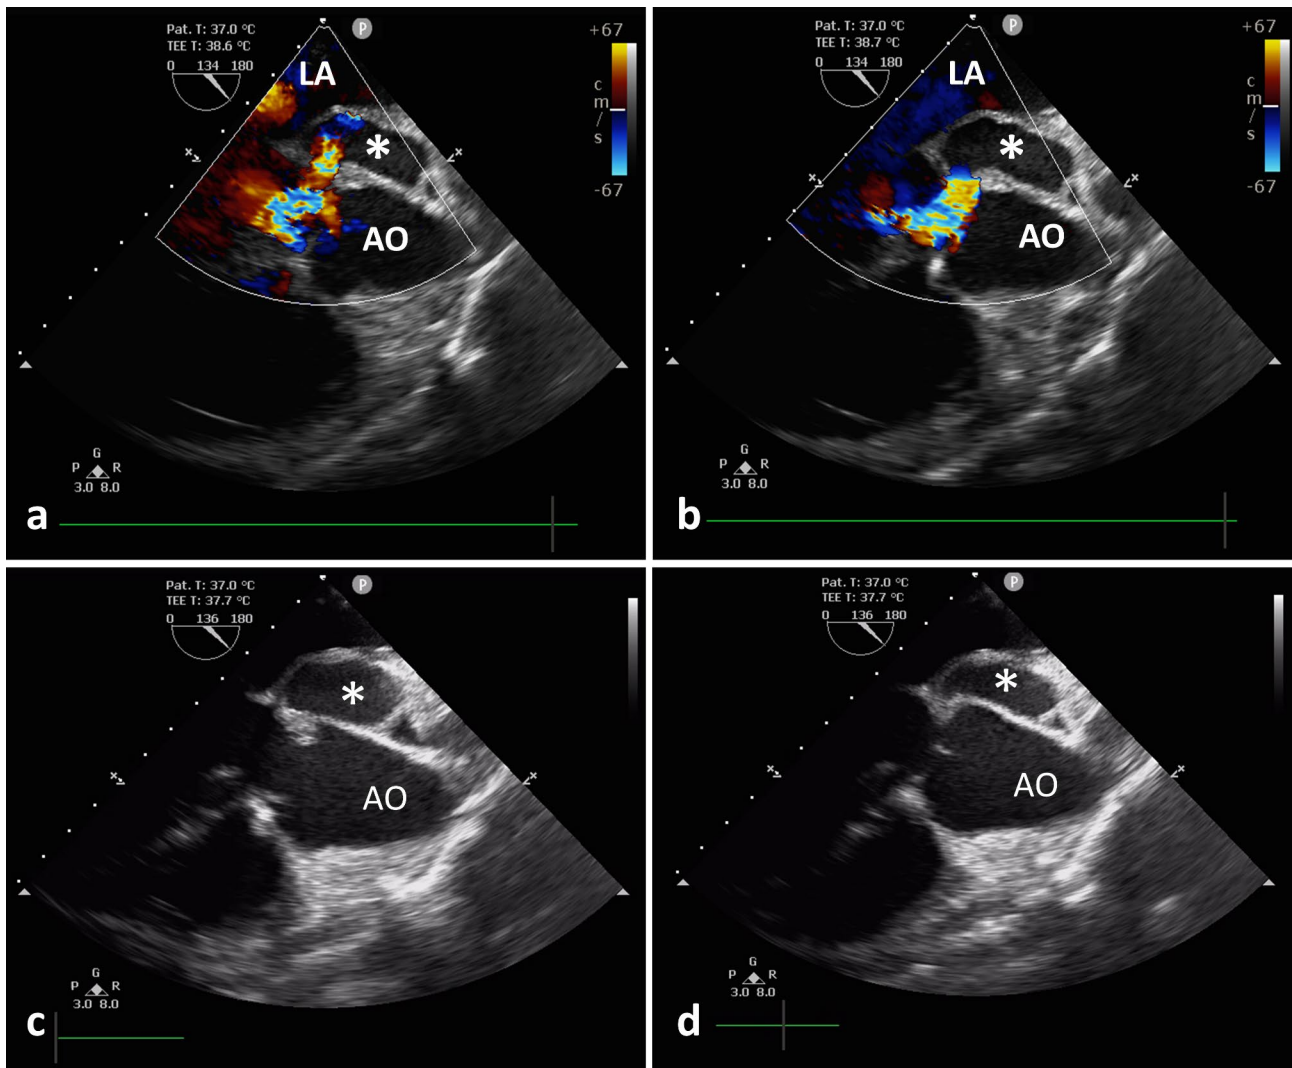 Pat. T: 37.0 °C
TEE T: 38.6 °C
0 134 180
P
LA
+67
c
m
/
s
-67
*
AO
G
P R
3.0 8.0
a
Pat. T: 37.0 °C
TEE T: 38.7 °C
0 134 180
P
LA
+67
c
m
/
s
-67
*
AO
G
P R
3.0 8.0
b
Pat. T: 37.0 °C
TEE T: 37.7 °C
0 136 180
P
*
AO
G
P R
3.0 8.0
c
Pat. T: 37.0 °C
TEE T: 37.7 °C
0 136 180
P
*
AO
G
P R
3.0 8.0
d